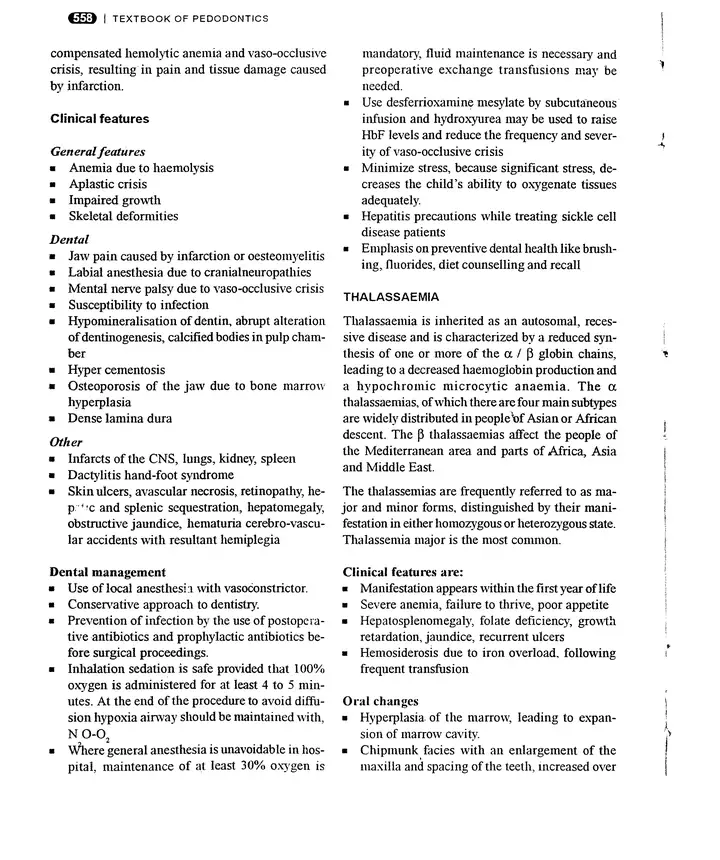 558 | TEXTBOOK OF PEDODONTICS
compensated hemolytic anemia and vaso-occlusive
crisis, resulting in pain and tissue damage caused
by infarction.
Clinical features
General features
■ Anemia due to haemolysis
■ Aplastic crisis
■ Impaired growth
■ Skeletal deformities
Dental
■ Jaw pain caused by infarction or oesteomyelitis
■ Labial anesthesia due to cranialneuropathies
■ Mental nerve palsy due to vaso-occlusive crisis
■ Susceptibility to infection
■ Hypomineralisation of dentin, abrupt alteration
of dentinogenesis, calcified bodies in pulp cham-
ber
■ Hyper cementosis
■ Osteoporosis of the jaw due to bone marrow
hyperplasia
■ Dense lamina dura
Other
■ Infarcts of the CNS, lungs, kidney, spleen
■ Dactylitis hand-foot syndrome
■ Skin ulcers, avascular necrosis, retinopathy, he-
and splenic sequestration, hepatomegaly,
obstructive jaundice, hematuria cerebro-vascu-
lar accidents with resultant hemiplegia
Dental management
■ Use of local anesthesia with vasoconstrictor.
■ Conservative approach to dentistry.
■ Prevention of infection by the use of postopera-
tive antibiotics and prophylactic antibiotics be-
fore surgical proceedings.
■ Inhalation sedation is safe provided that 100%
oxygen is administered for at least 4 to 5 min-
utes. At the end of the procedure to avoid diffu-
sion hypoxia airway should be maintained with,
N O-O2
■ Where general anesthesia is unavoidable in hos-
pital, maintenance of at least 30% oxygen is
mandatory, fluid maintenance is necessary and
preoperative exchange transfusions may be
needed.
■ Use desferrioxamine mesylate by subcutaneous
infusion and hydroxyurea may be used to raise
HbF levels and reduce the frequency and sever-
ity of vaso-occlusive crisis
■ Minimize stress, because significant stress, de-
creases the child's ability to oxygenate tissues
adequately.
■ Hepatitis precautions while treating sickle cell
disease patients
■ Emphasis on preventive dental health like brush-
ing, fluorides, diet counselling and recall
THALASSAEMIA
Thalassaemia is inherited as an autosomal, reces-
sive disease and is characterized by a reduced syn-
thesis of one or more of the α / β globin chains,
leading to a decreased haemoglobin production and
a hypochromic microcytic anaemia. The α
thalassaemias, of which there are four main subtypes
are widely distributed in people of Asian or African
descent. The β thalassaemias affect the people of
the Mediterranean area and parts of Africa, Asia
and Middle East.
The thalassemias are frequently referred to as ma-
jor and minor forms, distinguished by their mani-
festation in either homozygous or heterozygous state.
Thalassemia major is the most common.
Clinical features are:
■ Manifestation appears within the first year of life
■ Severe anemia, failure to thrive, poor appetite
■ Hepatosplenomegaly, folate deficiency, growth
retardation, jaundice, recurrent ulcers
■ Hemosiderosis due to iron overload, following
frequent transfusion
Oral changes
■ Hyperplasia of the marrow, leading to expan-
sion of marrow cavity.
■ Chipmunk facies with an enlargement of the
maxilla and spacing of the teeth, increased over